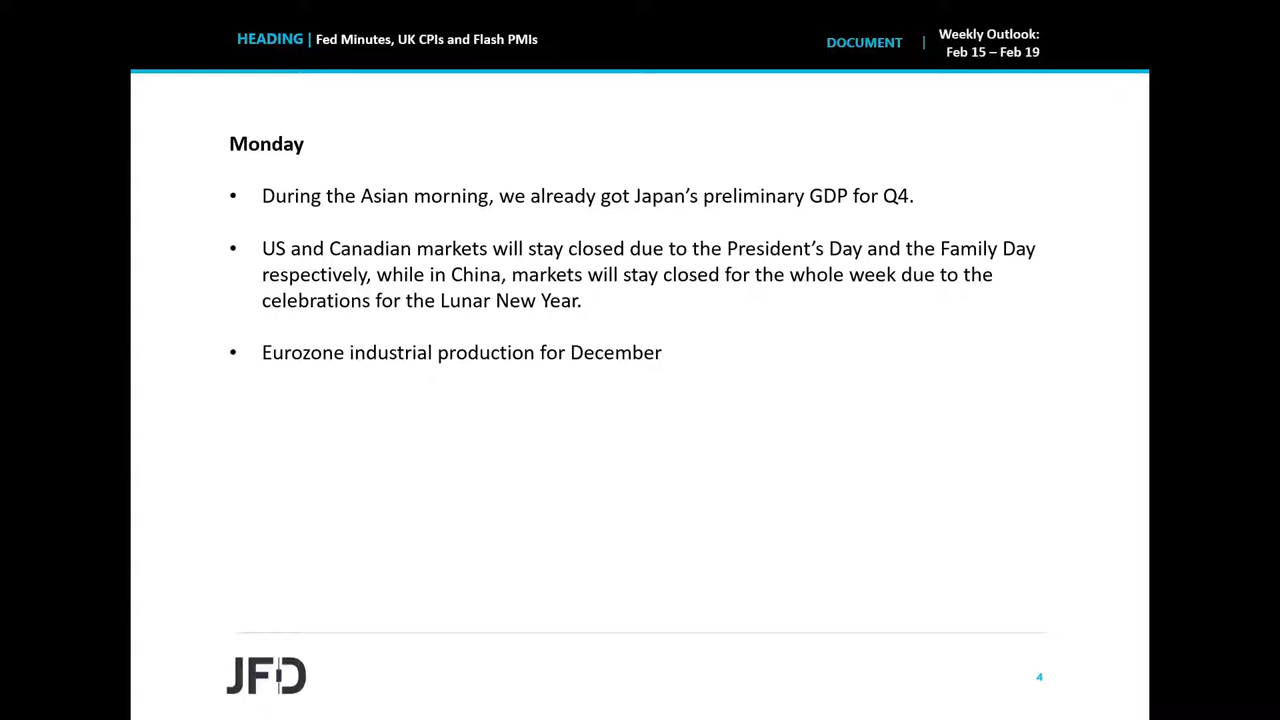 HEADING | Fed Minutes, UK CPIs and Flash PMIs
DOCUMENT | Weekly Outlook:
Feb 15 – Feb 19
Monday
• During the Asian morning, we already got Japan’s preliminary GDP for Q4.
• US and Canadian markets will stay closed due to the President’s Day and the Family Day
respectively, while in China, markets will stay closed for the whole week due to the
celebrations for the Lunar New Year.
• Eurozone industrial production for December
JFD
4